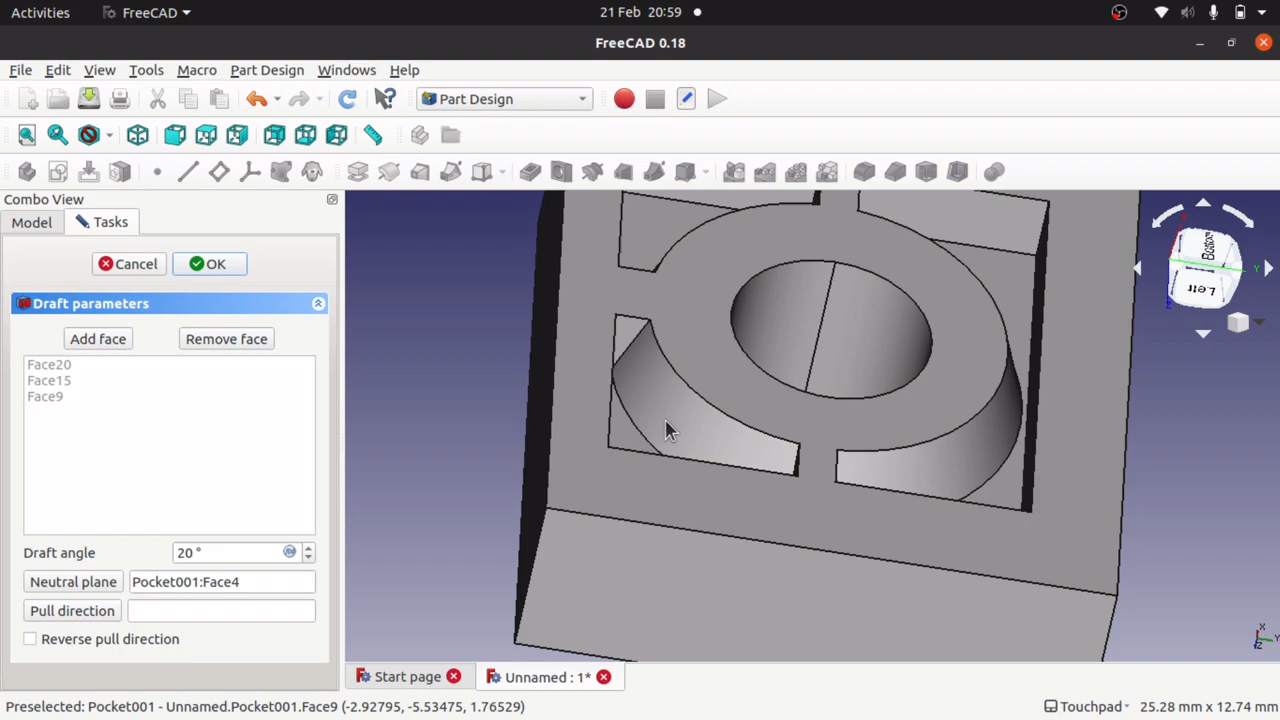 Activities FreeCAD 21 Feb 20:59
FreeCAD 0.18
File Edit View Tools Macro Part Design Windows Help
Part Design
Combo View
Model Tasks
Cancel OK
Draft parameters
Add face Remove face
Face20
Face15
Face9
Draft angle 20 °
Neutral plane Pocket001:Face4
Pull direction
Reverse pull direction
Bottom
Left
Y
X
Y
Z
Start page Unnamed : 1*
Preselected: Pocket001 - Unnamed.Pocket001.Face9 (-2.92795, -5.53475, 1.76529) Touchpad 25.28 mm x 12.74 mm